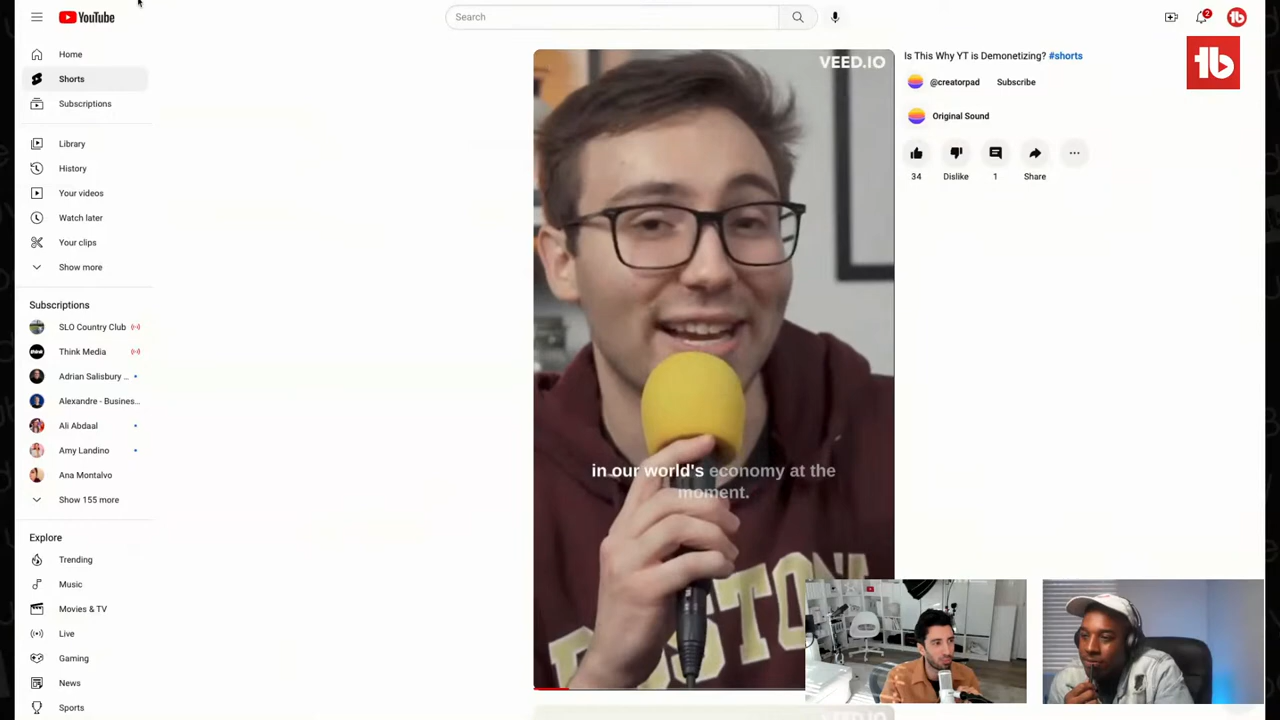 YouTube
Search
2
Home
Shorts
Subscriptions
Library
History
Your videos
Watch later
Your clips
Show more
Subscriptions
SLO Country Club
Think Media
Adrian Salisbury ...
Alexandre - Busines...
Ali Abdaal
Amy Landino
Ana Montalvo
Show 155 more
Explore
Trending
Music
Movies & TV
Live
Gaming
News
Sports
VEED.IO
in our world's economy at the
moment.
Is This Why YT is Demonetizing? #shorts
@creatorpad Subscribe
Original Sound
34 Dislike 1 Share